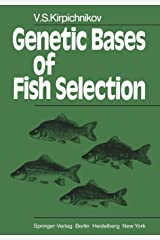 V.S.Kirpichnikov
Genetic Bases
of
Fish Selection
Springer-Verlag Berlin Heidelberg New York